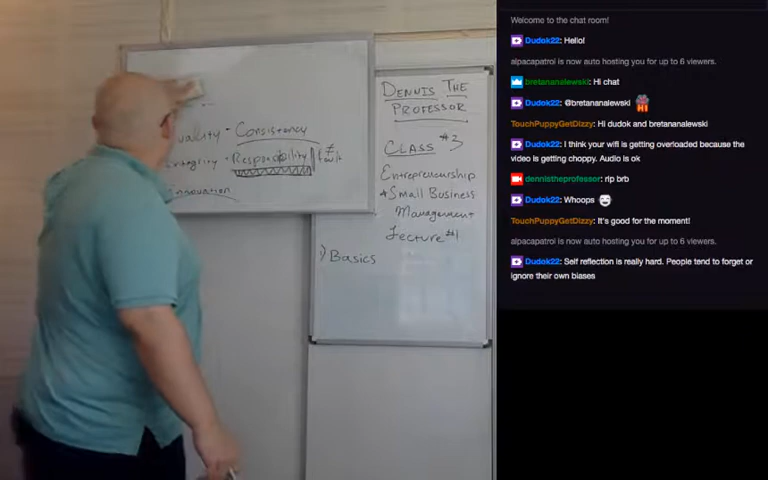 uality • Consistancy
ntegrity • Responsibility ≠ fault
Innovation
DENNIS THE
PROFESSOR
CLASS #3
Entrepreneurship
+Small Business
Management
Lecture #1
1) Basics
Welcome to the chat room!
Dudok22: Hello!
alpacapatrol is now auto hosting you for up to 6 viewers.
bretananalewski: Hi chat
Dudok22: @bretananalewski HI
TouchPuppyGetDizzy: Hi dudok and bretananalewski
Dudok22: I think your wifi is getting overloaded because the
video is getting choppy. Audio is ok
dennistheprofessor: rip brb
Dudok22: Whoops
TouchPuppyGetDizzy: It's good for the moment!
alpacapatrol is now auto hosting you for up to 6 viewers.
Dudok22: Self reflection is really hard. People tend to forget or
ignore their own biases